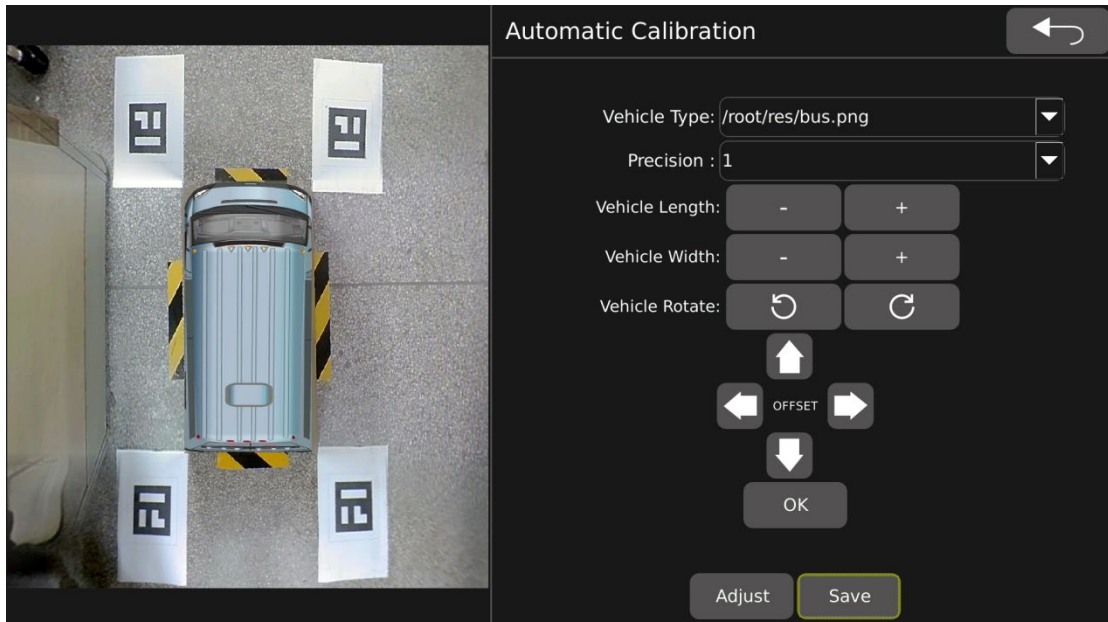 Automatic Calibration
Vehicle Type: /root/res/bus.png
Precision : 1
Vehicle Length: - +
Vehicle Width: - +
Vehicle Rotate:
OFFSET
OK
Adjust Save